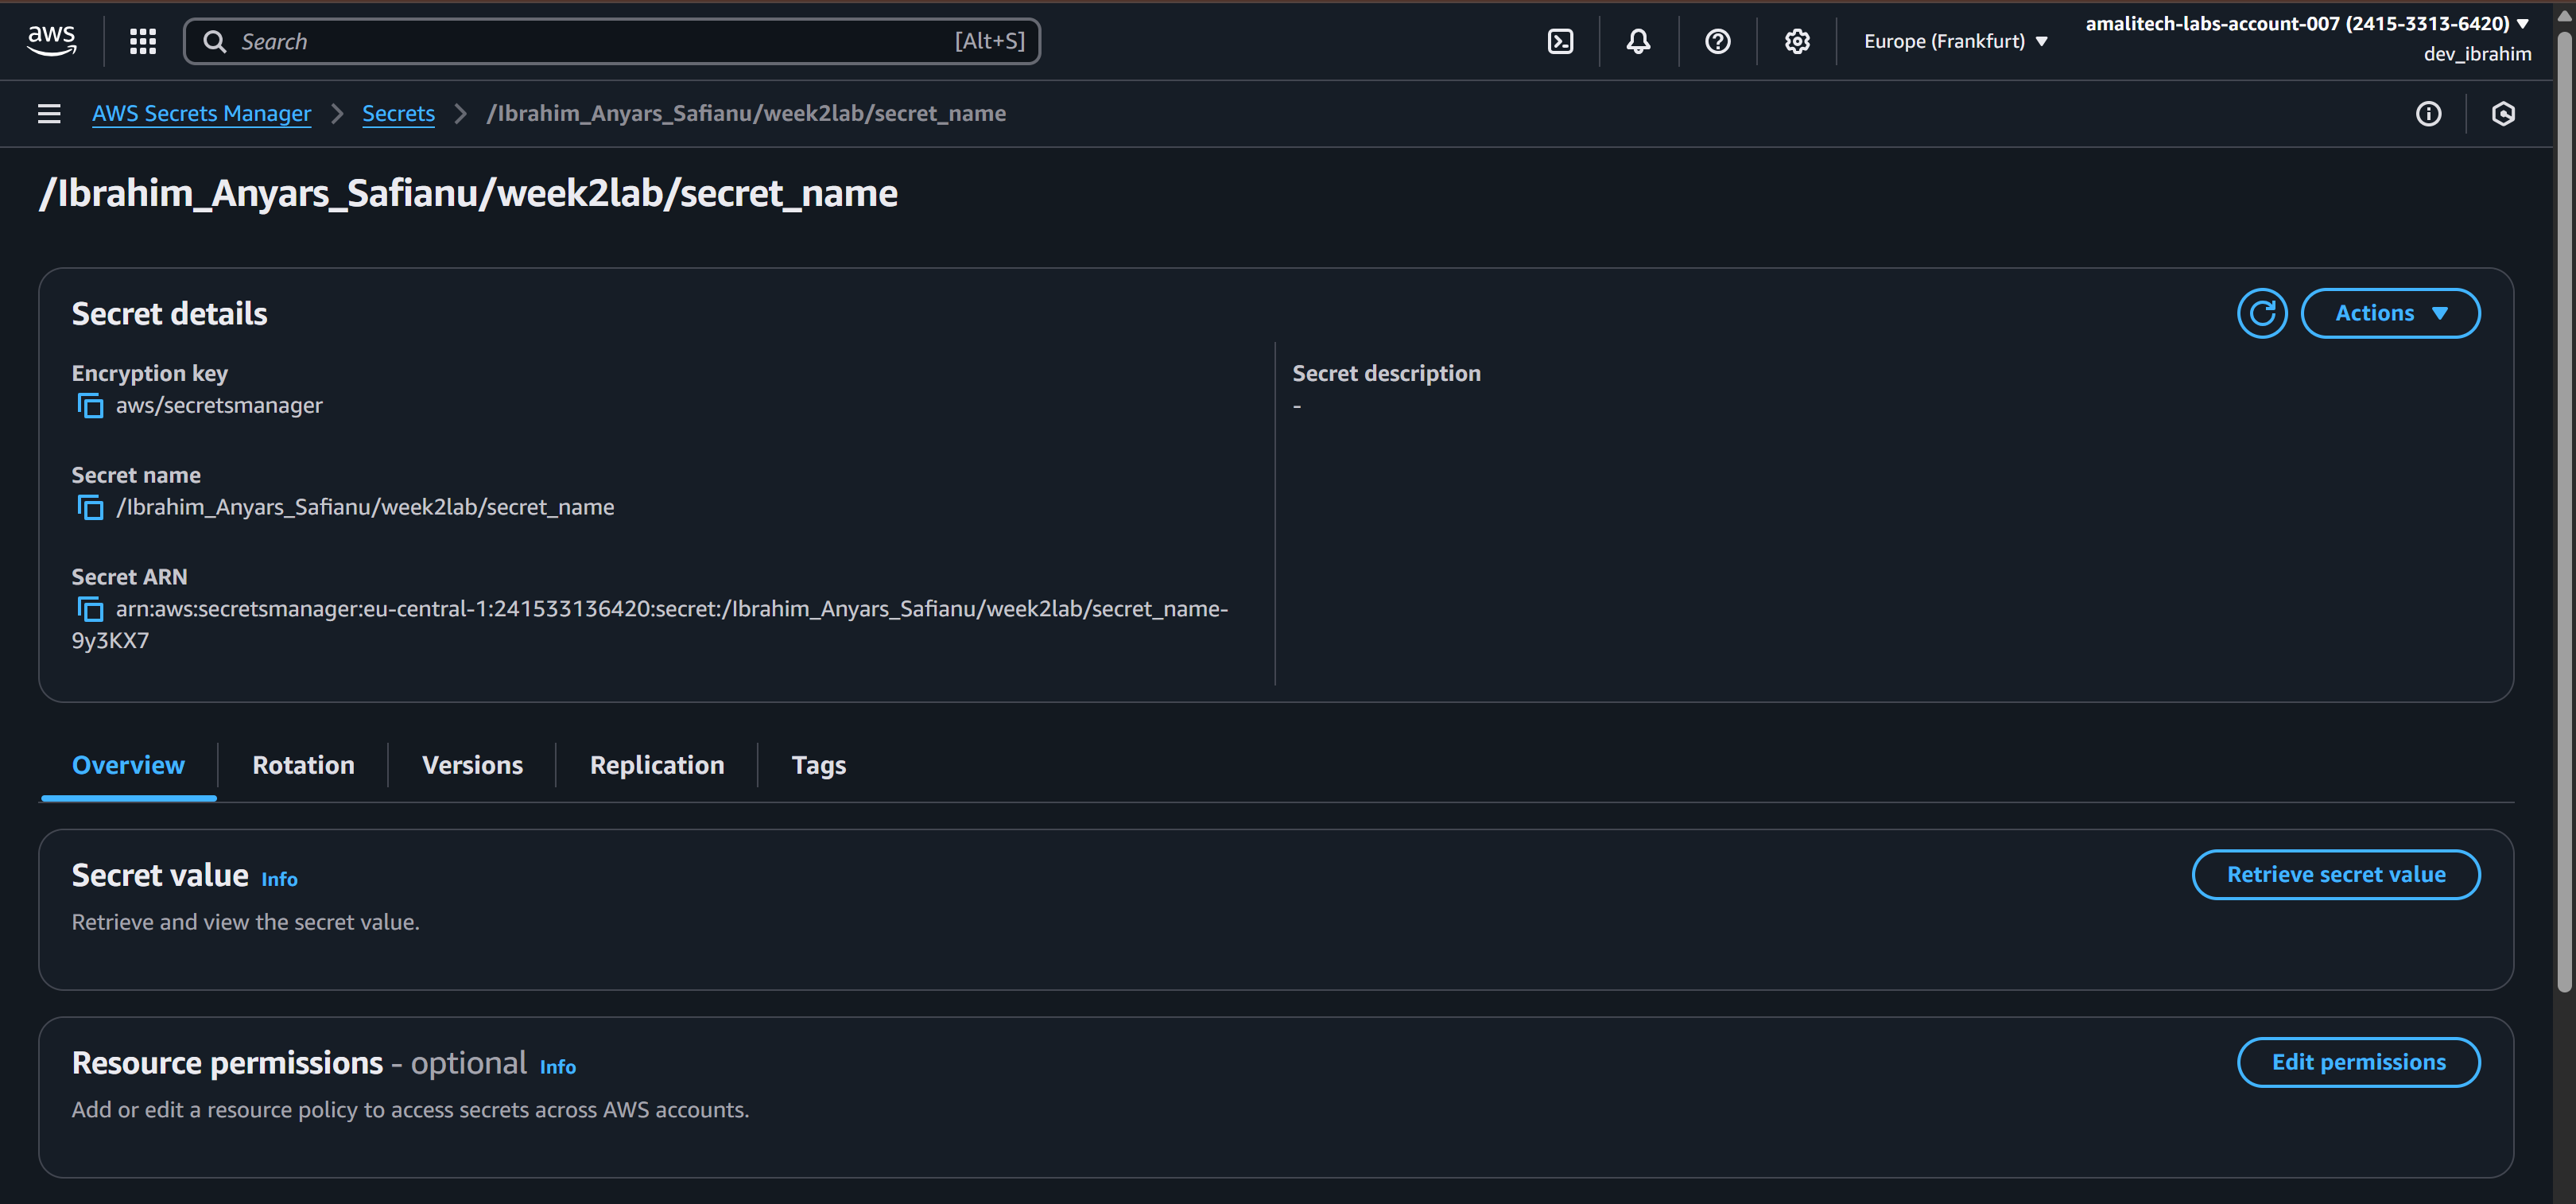 aws
Search
[Alt+S]
Europe (Frankfurt)
amalitech-labs-account-007 (2415-3313-6420)
dev_ibrahim
AWS Secrets Manager
Secrets
/Ibrahim_Anyars_Safianu/week2lab/secret_name
/Ibrahim_Anyars_Safianu/week2lab/secret_name
Secret details
Actions
Encryption key
aws/secretsmanager
Secret description
-
Secret name
/Ibrahim_Anyars_Safianu/week2lab/secret_name
Secret ARN
arn:aws:secretsmanager:eu-central-1:241533136420:secret:/Ibrahim_Anyars_Safianu/week2lab/secret_name-
9y3KX7
Overview
Rotation
Versions
Replication
Tags
Secret value Info
Retrieve secret value
Retrieve and view the secret value.
Resource permissions - optional Info
Edit permissions
Add or edit a resource policy to access secrets across AWS accounts.